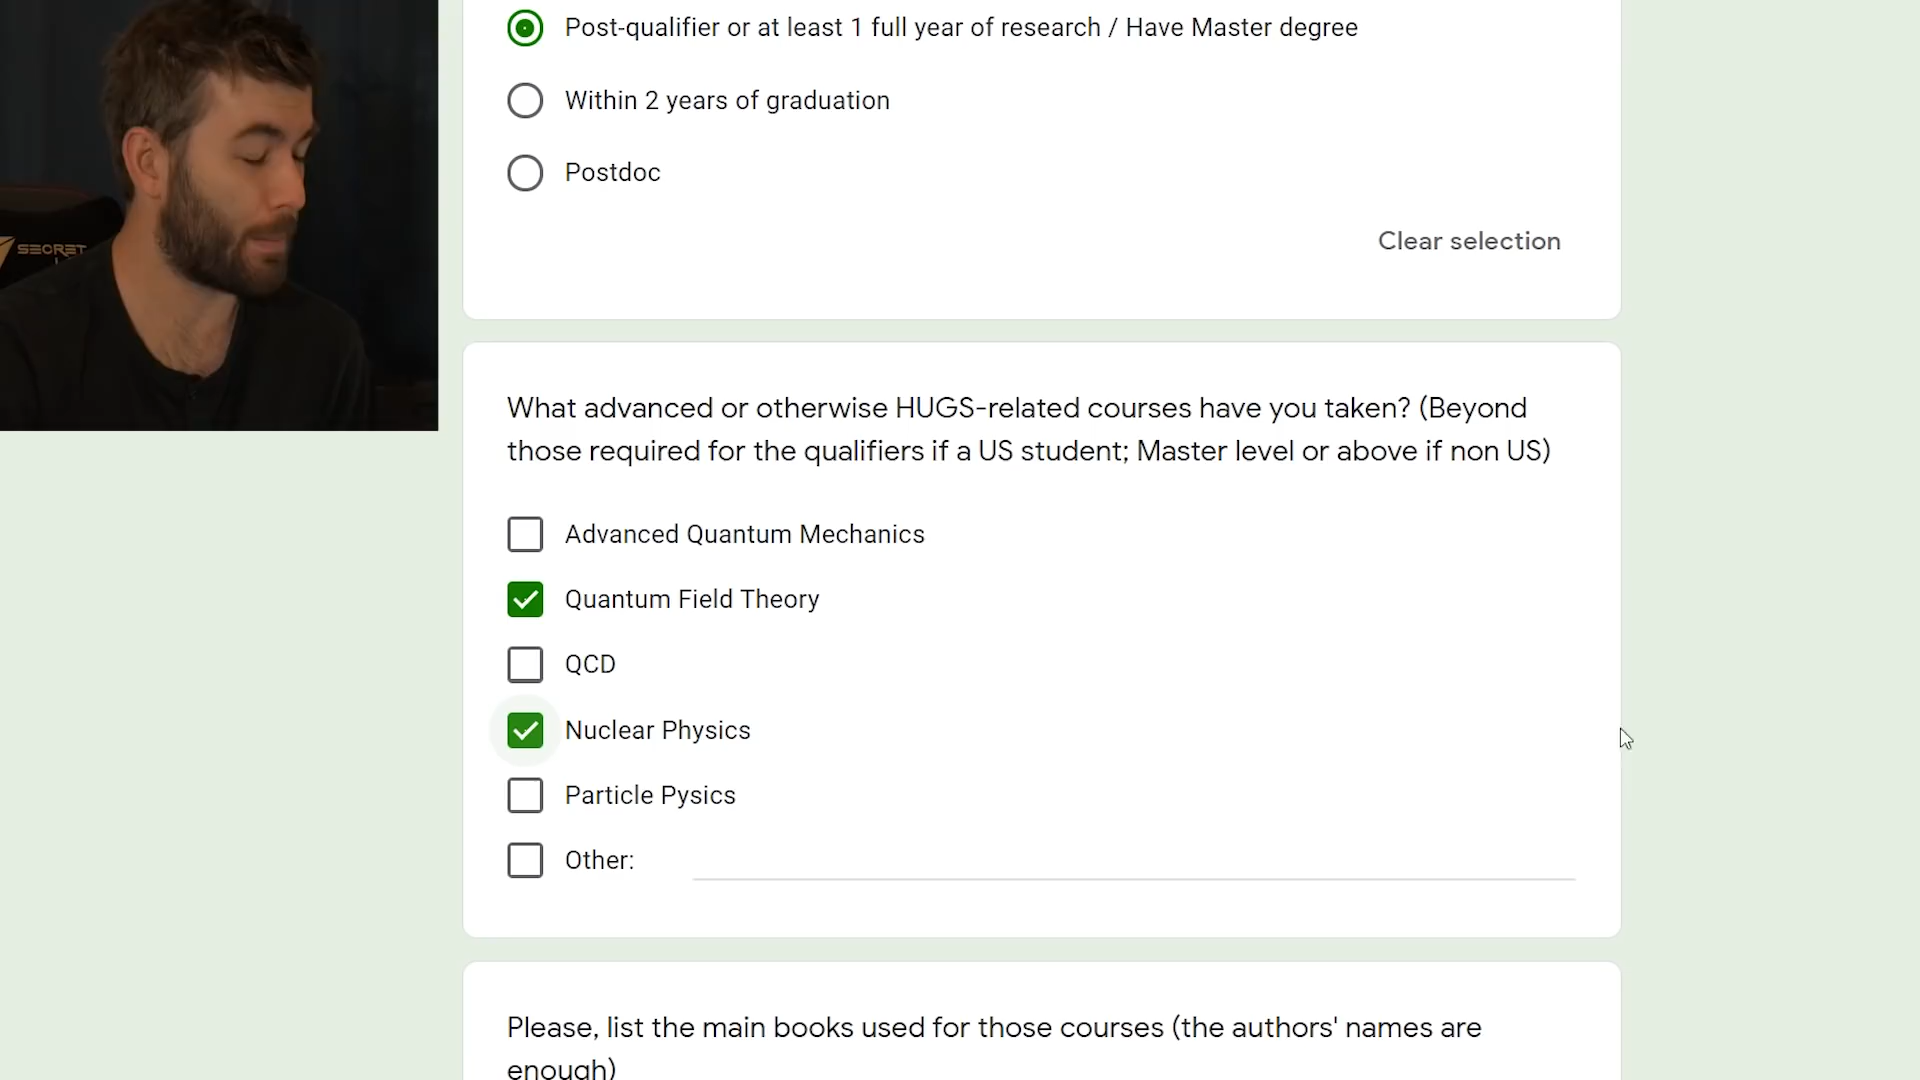 Post-qualifier or at least 1 full year of research / Have Master degree
Within 2 years of graduation
Postdoc
Clear selection
SECRET
What advanced or otherwise HUGS-related courses have you taken? (Beyond
those required for the qualifiers if a US student; Master level or above if non US)
Advanced Quantum Mechanics
Quantum Field Theory
QCD
Nuclear Physics
Particle Pysics
Other:
Please, list the main books used for those courses (the authors' names are
enough)